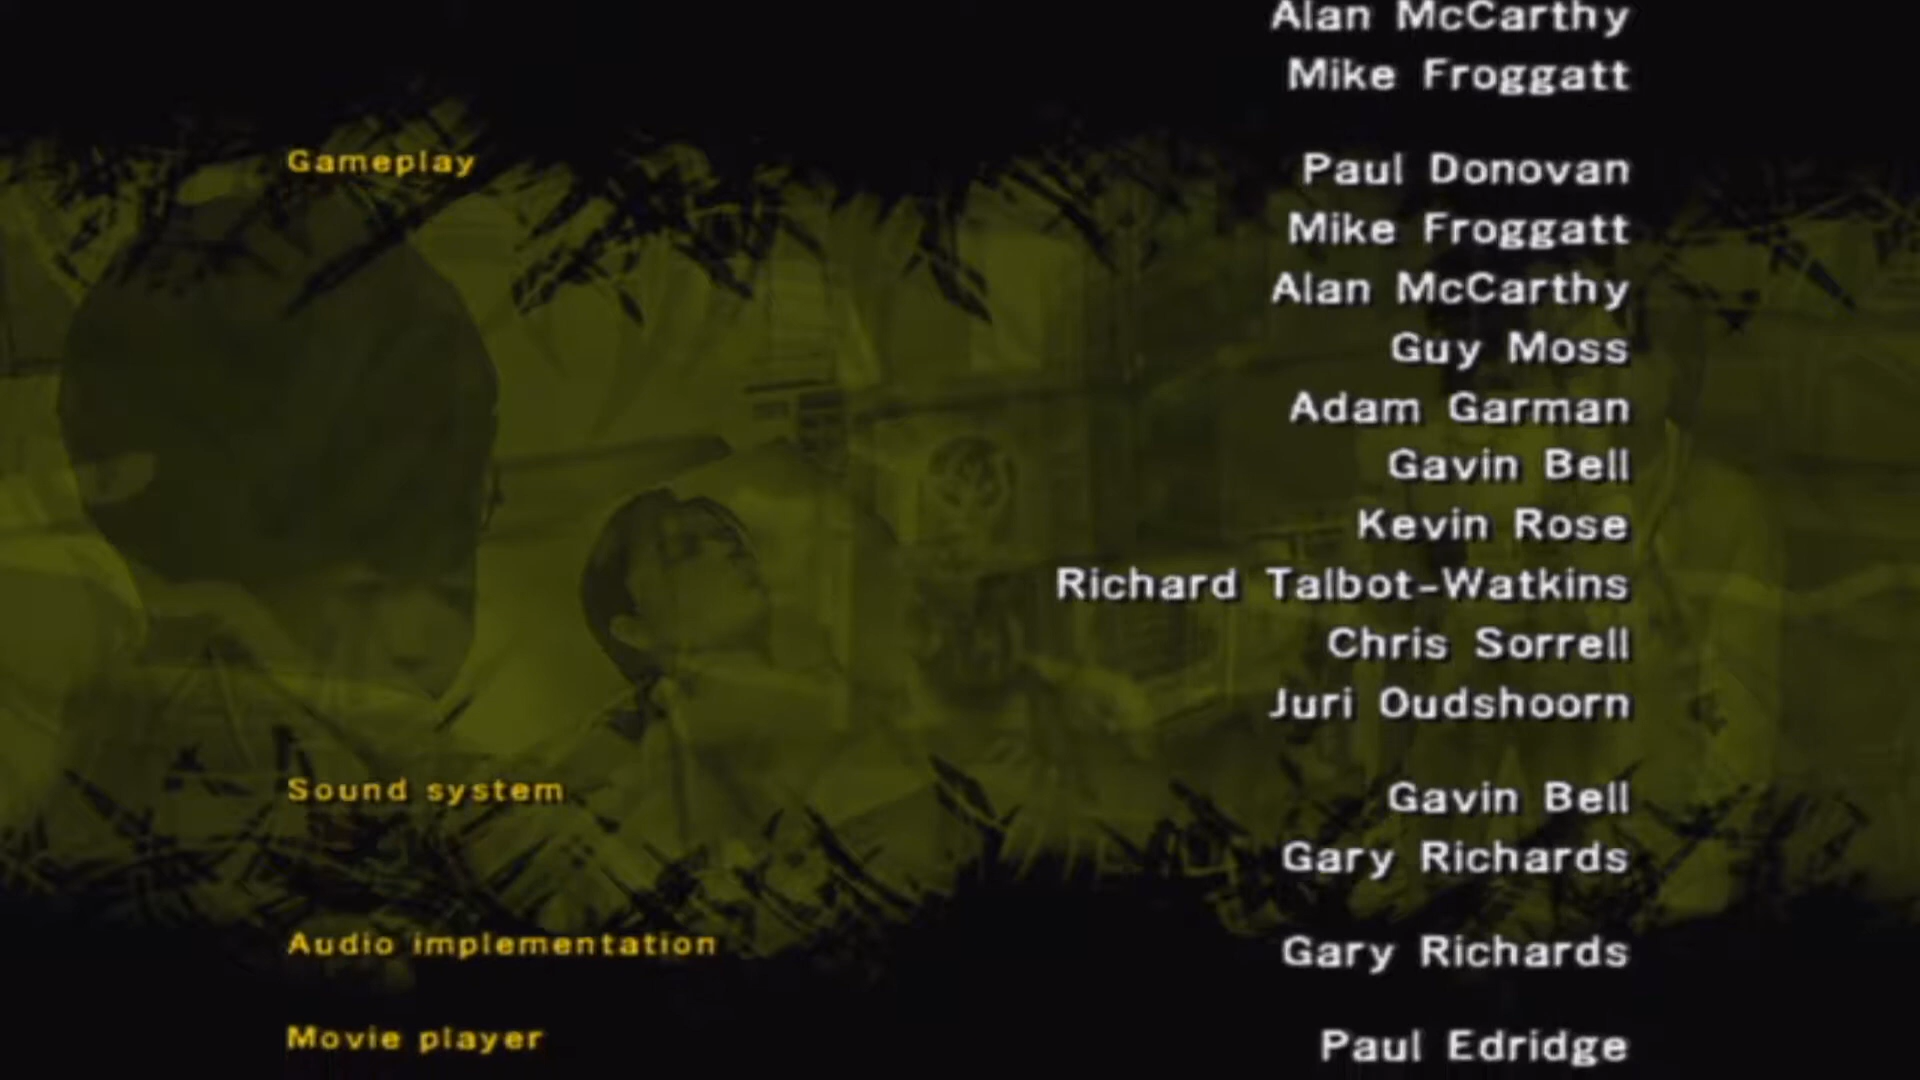 Alan McCarthy
Mike Froggatt
Gameplay Paul Donovan
Mike Froggatt
Alan McCarthy
Guy Moss
Adam Garman
Gavin Bell
Kevin Rose
Richard Talbot-Watkins
Chris Sorrell
Juri Oudshoorn
Sound system Gavin Bell
Gary Richards
Audio implementation Gary Richards
Movie player Paul Edridge